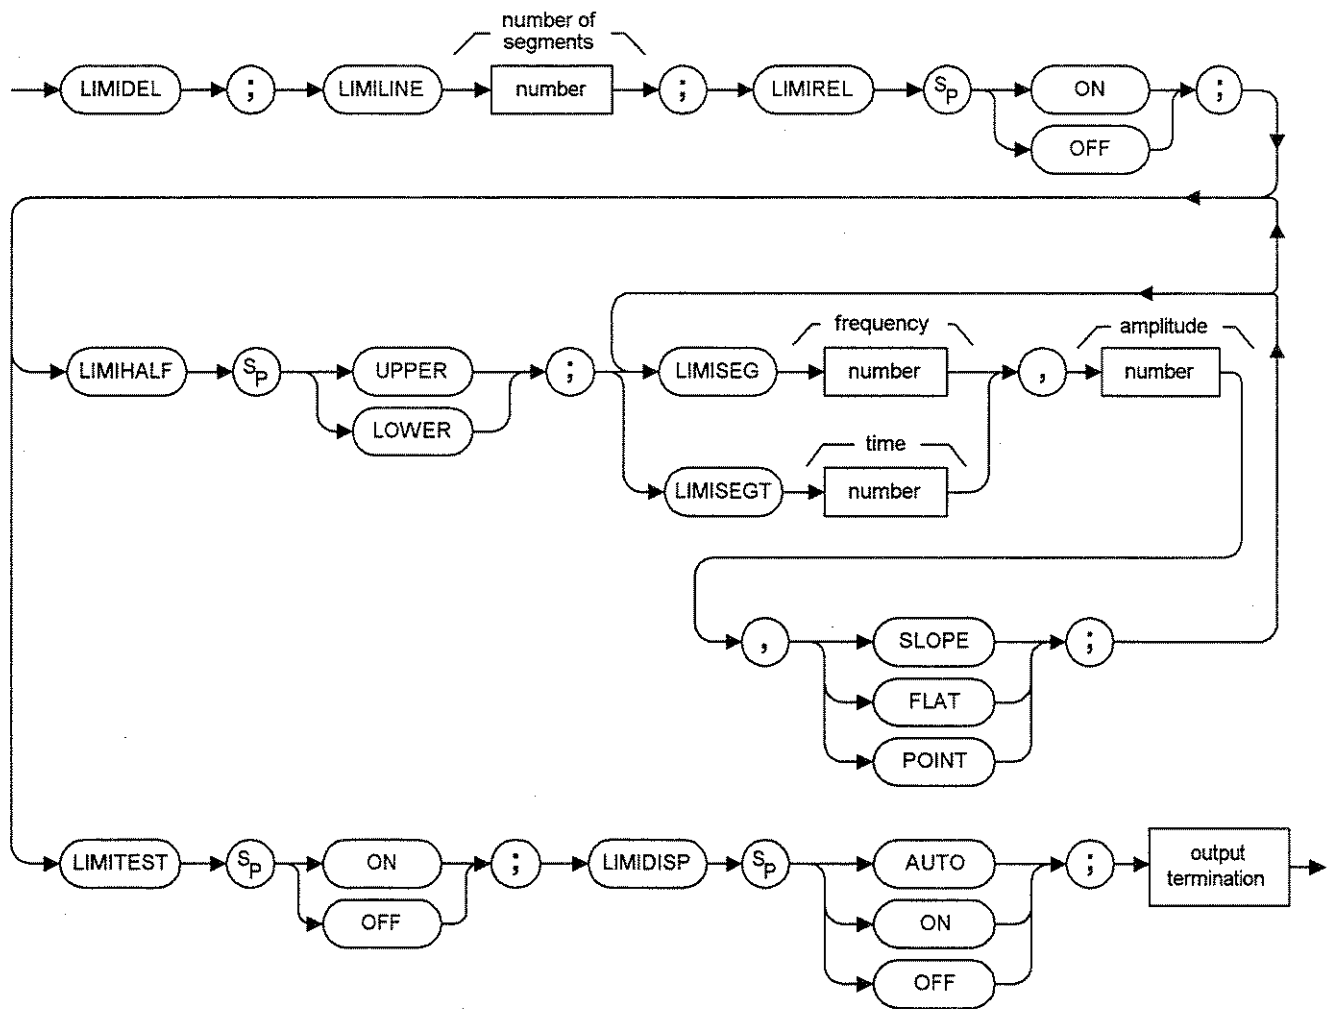 number of
segments
LIMIDEL ; LIMILINE number ; LIMIREL SP ON ;
OFF
frequency amplitude
LIMIHALF SP UPPER ; LIMISEG number , number
LOWER
time
LIMISEGT number
, SLOPE ;
FLAT
POINT
LIMITEST SP ON ; LIMIDISP SP AUTO ; output
termination
OFF ON
OFF